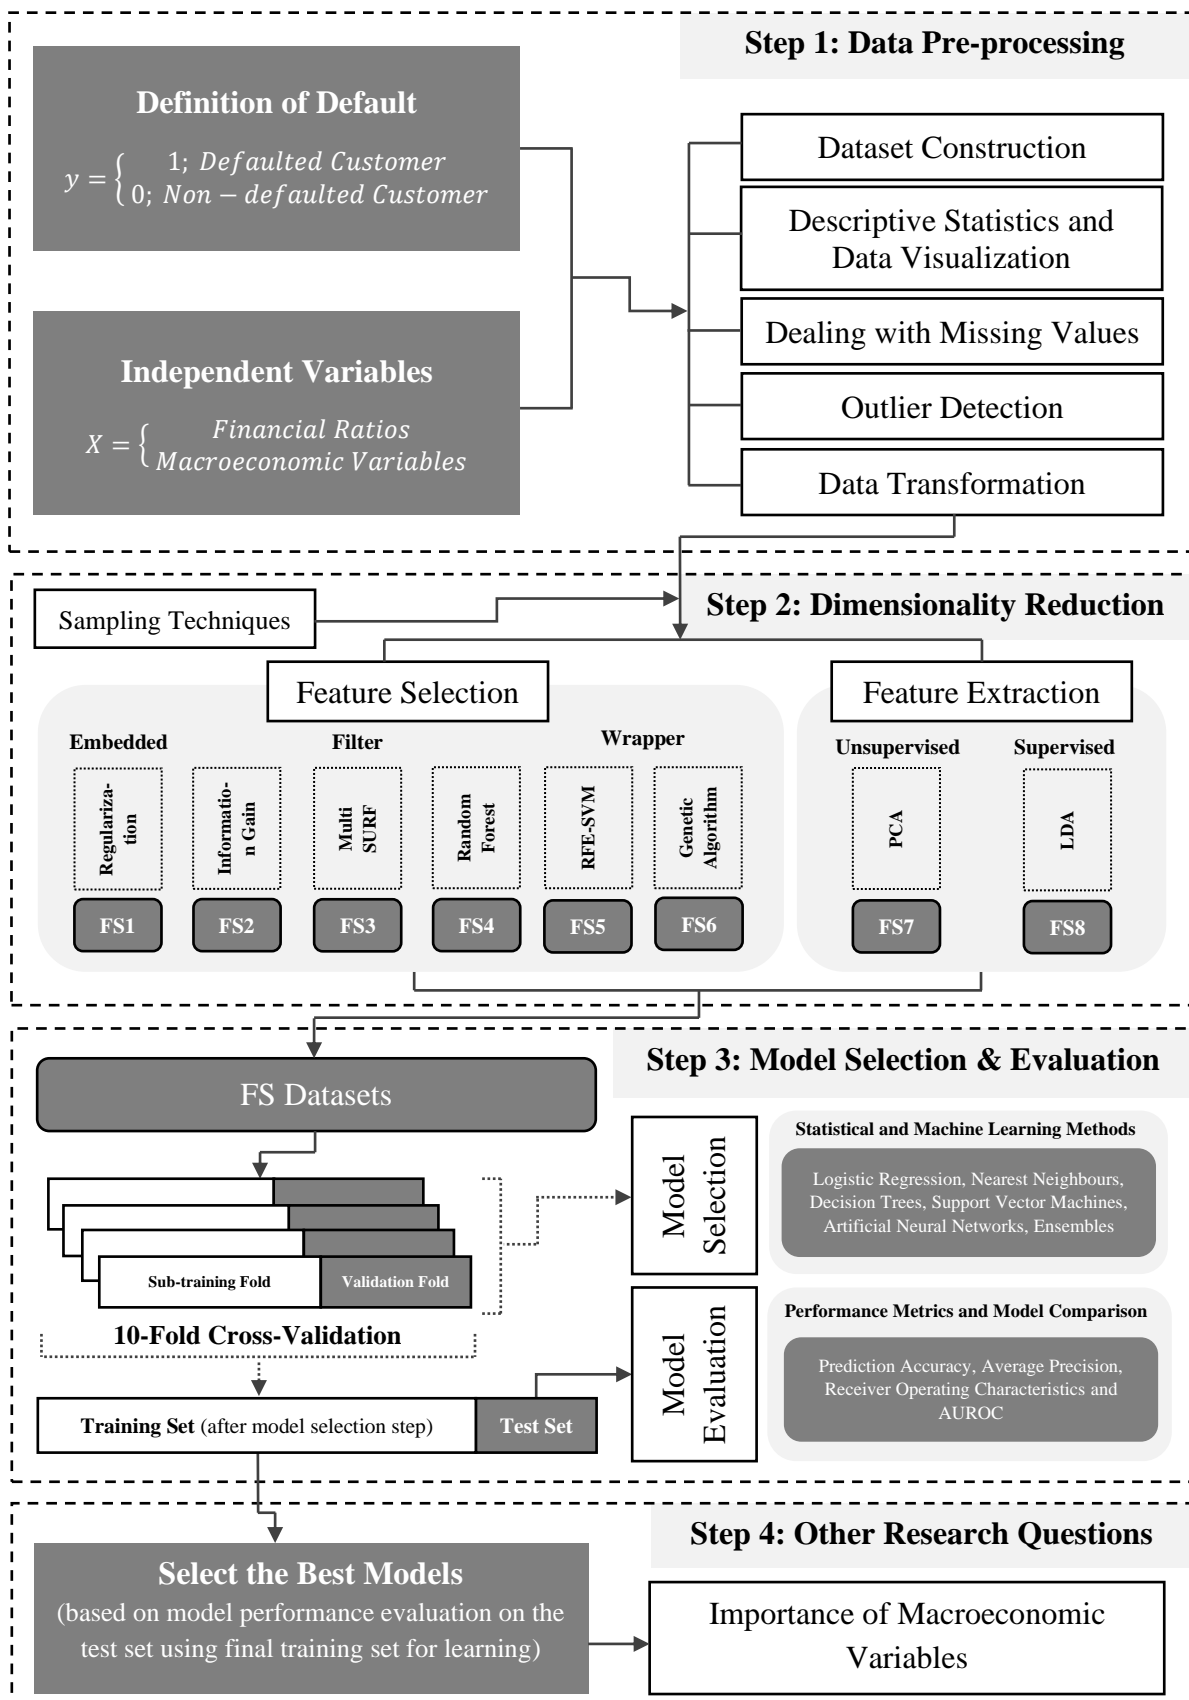 Step 1: Data Pre-processing
Definition of Default
y = { 1; Defaulted Customer
0; Non − defaulted Customer
Independent Variables
X = { Financial Ratios
Macroeconomic Variables
Dataset Construction
Descriptive Statistics and
Data Visualization
Dealing with Missing Values
Outlier Detection
Data Transformation
Step 2: Dimensionality Reduction
Sampling Techniques
Feature Selection
Feature Extraction
Embedded
Filter
Wrapper
Unsupervised
Supervised
Regulariza-
tion
Informatio-
n Gain
Multi
SURF
Random
Forest
RFE-SVM
Genetic
Algorithm
PCA
LDA
FS1
FS2
FS3
FS4
FS5
FS6
FS7
FS8
Step 3: Model Selection & Evaluation
FS Datasets
Sub-training Fold
Validation Fold
10-Fold Cross-Validation
Training Set (after model selection step)
Test Set
Model
Selection
Statistical and Machine Learning Methods
Logistic Regression, Nearest Neighbours,
Decision Trees, Support Vector Machines,
Artificial Neural Networks, Ensembles
Model
Evaluation
Performance Metrics and Model Comparison
Prediction Accuracy, Average Precision,
Receiver Operating Characteristics and
AUROC
Step 4: Other Research Questions
Select the Best Models
(based on model performance evaluation on the
test set using final training set for learning)
Importance of Macroeconomic
Variables